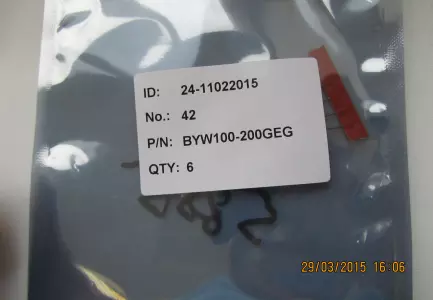 ID: 24-11022015
No.: 42
P/N: BYW100-200GEG
QTY: 6
29/03/2015 16:06